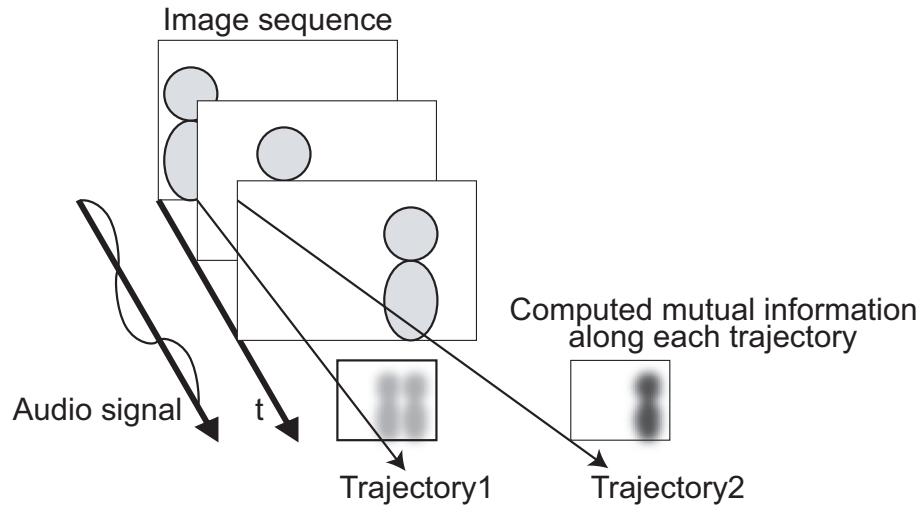 Image sequence
Computed mutual information
along each trajectory
Audio signal
t
Trajectory1
Trajectory2